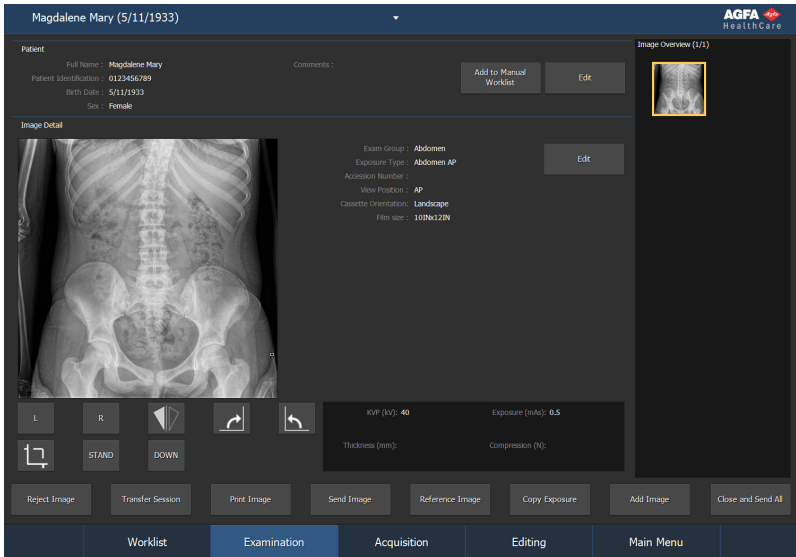 Magdalene Mary (5/11/1933)
AGFA
HealthCare
Patient
Full Name : Magdalene Mary
Comments :
Patient Identification : 0123456789
Birth Date : 5/11/1933
Sex : Female
Add to Manual
Worklist
Edit
Image Overview (1/1)
Image Detail
Exam Group : Abdomen
Exposure Type : Abdomen AP
Accession Number :
View Position : AP
Cassette Orientation: Landscape
Film size : 10INx12IN
Edit
L
R
STAND
DOWN
KVP (kV): 40
Exposure (mAs): 0.5
Thickness (mm):
Compression (N):
Reject Image
Transfer Session
Print Image
Send Image
Reference Image
Copy Exposure
Add Image
Close and Send All
Worklist
Examination
Acquisition
Editing
Main Menu